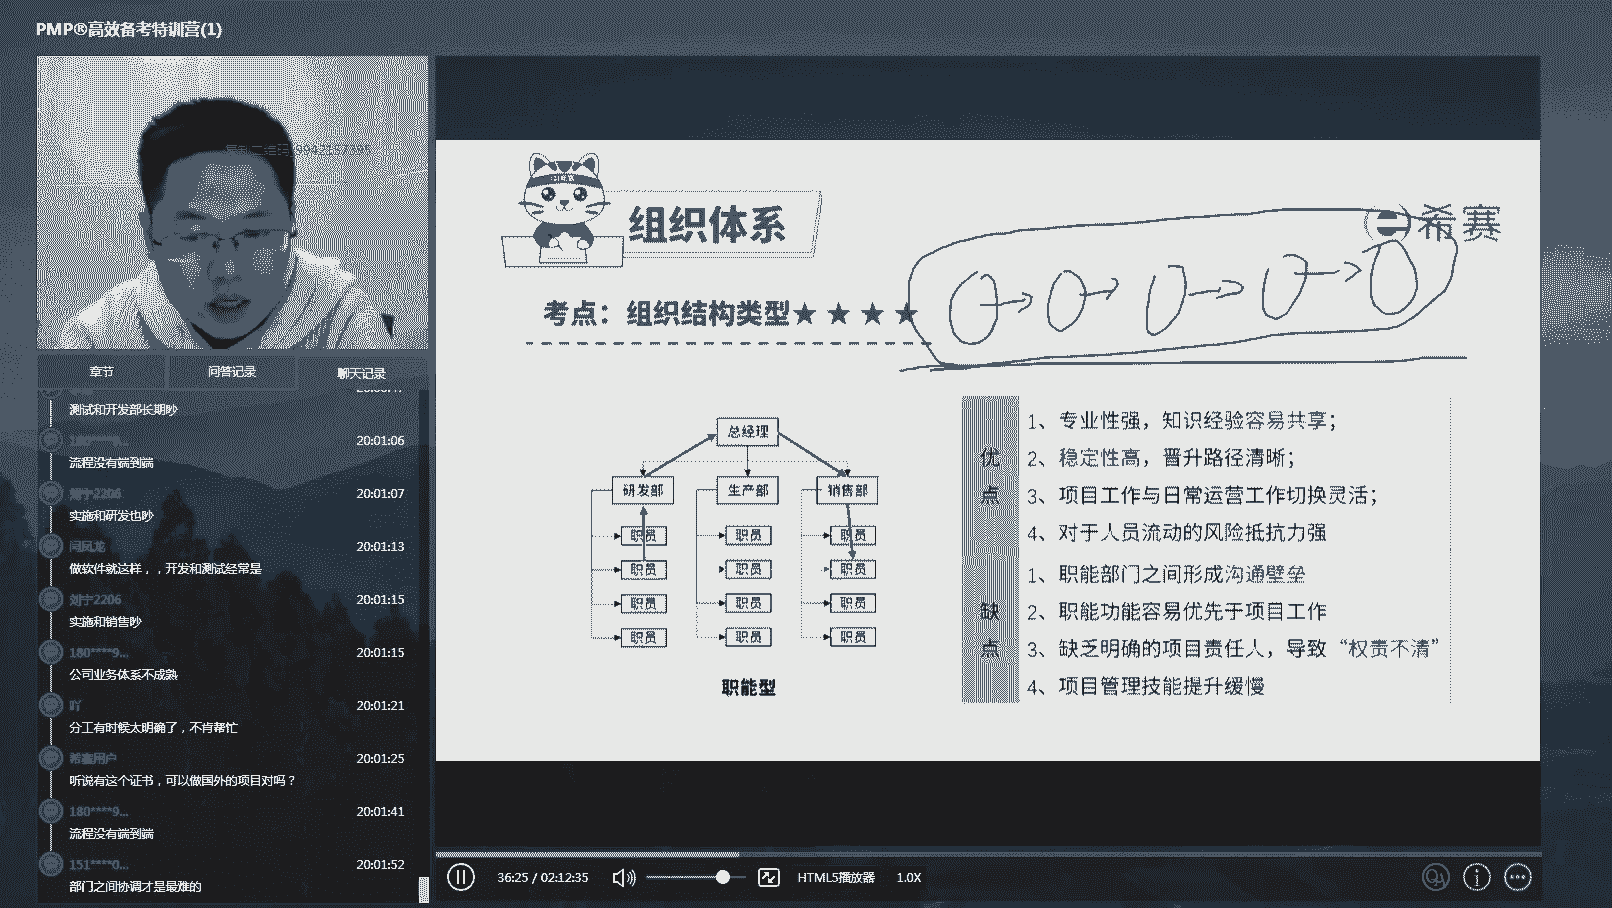 PMP®高效备考特训营(1)
章节
问答记录
聊天记录
测试和开发部长期吵
180****9...
20:01:06
流程没有端到端
刘宁2206
20:01:07
实施和研发也吵
闫凤龙
20:01:13
做软件就这样，，开发和测试经常是
刘宁2206
20:01:15
实施和销售吵
180****9...
20:01:15
公司业务体系不成熟
吖
20:01:21
分工有时候太明确了，不肯帮忙
希赛用户
20:01:25
听说有这个证书，可以做国外的项目对吗？
180****9...
20:01:41
流程没有端到端
151****0...
20:01:52
部门之间协调才是最难的
组织体系
希赛
考点：组织结构类型★ ★ ★ ★
总经理
研发部
生产部
销售部
职员
职员
职员
职员
职员
职员
职员
职员
职员
职员
职员
职员
职能型
优点
1、专业性强，知识经验容易共享；
2、稳定性高，晋升路径清晰；
3、项目工作与日常运营工作切换灵活；
4、对于人员流动的风险抵抗力强
缺点
1、职能部门之间形成沟通壁垒
2、职能功能容易优先于项目工作
3、缺乏明确的项目责任人，导致“权责不清”
4、项目管理技能提升缓慢
36:25 / 02:12:35
HTML5播放器
1.0X